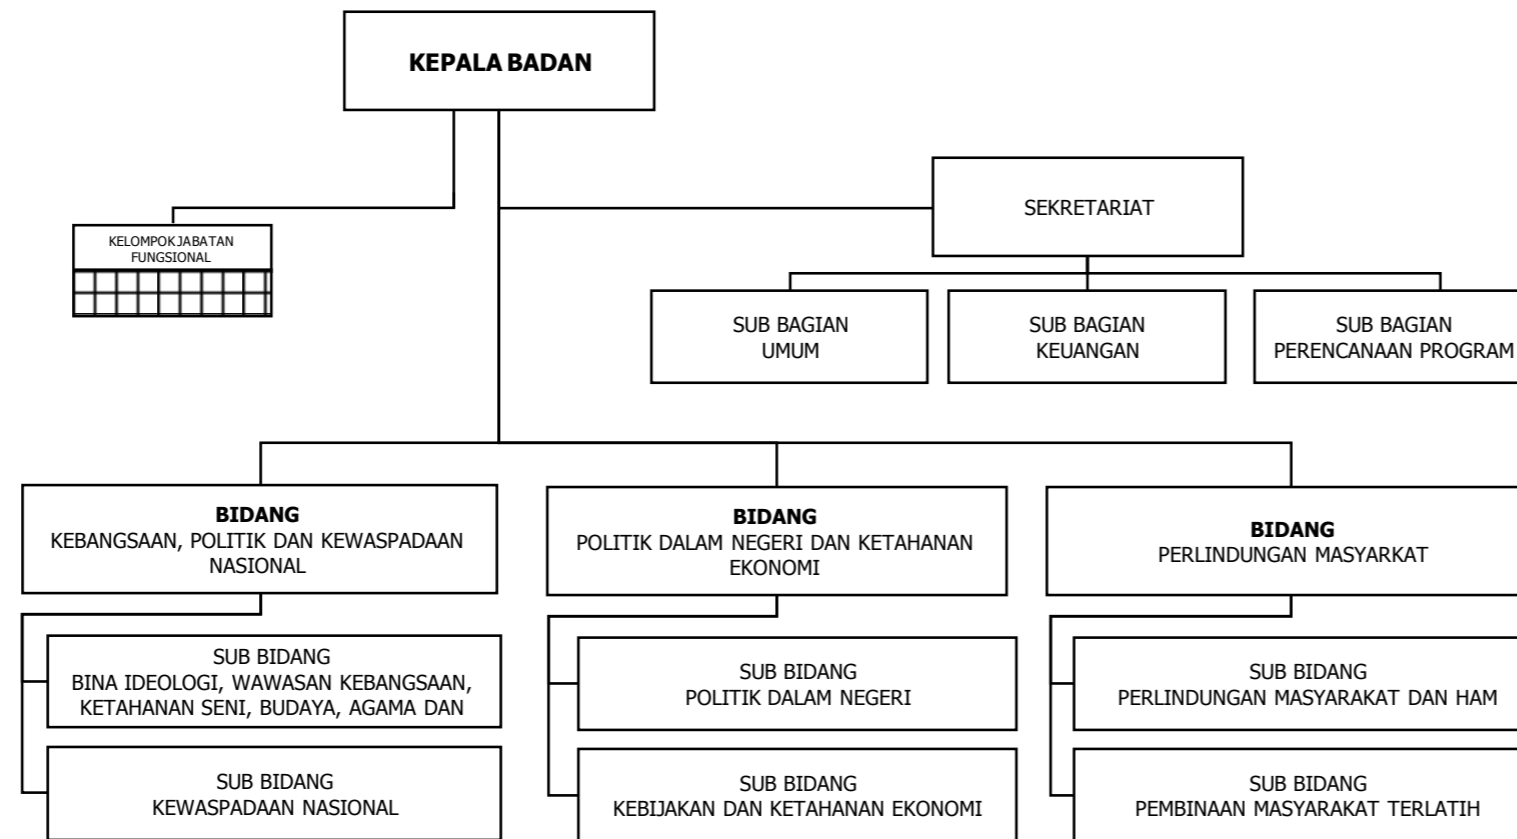 KEPALA BADAN
SEKRETARIAT
KELOMPOK JABATAN
FUNGSIONAL
SUB BAGIAN
UMUM
SUB BAGIAN
KEUANGAN
SUB BAGIAN
PERENCANAAN PROGRAM
BIDANG
KEBANGSAAN, POLITIK DAN KEWASPADAAN
NASIONAL
BIDANG
POLITIK DALAM NEGERI DAN KETAHANAN
EKONOMI
BIDANG
PERLINDUNGAN MASYARKAT
SUB BIDANG
BINA IDEOLOGI, WAWASAN KEBANGSAAN,
KETAHANAN SENI, BUDAYA, AGAMA DAN
SUB BIDANG
POLITIK DALAM NEGERI
SUB BIDANG
PERLINDUNGAN MASYARAKAT DAN HAM
SUB BIDANG
KEWASPADAAN NASIONAL
SUB BIDANG
KEBIJAKAN DAN KETAHANAN EKONOMI
SUB BIDANG
PEMBINAAN MASYARAKAT TERLATIH